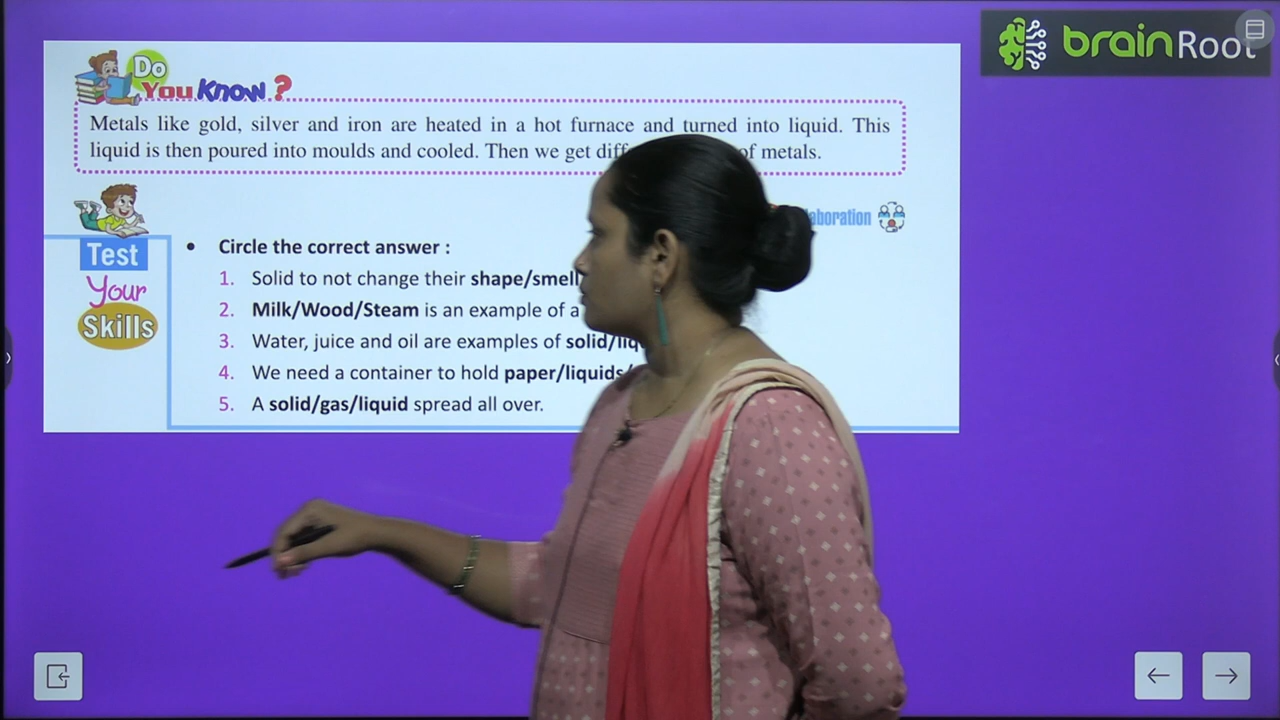 brainRoot
Do
You Know ?
Metals like gold, silver and iron are heated in a hot furnace and turned into liquid. This
liquid is then poured into moulds and cooled. Then we get of metals.
Test
Your
Skills
• Circle the correct answer :
1. Solid to not change their shape/smell
2. Milk/Wood/Steam is an example of a
3. Water, juice and oil are examples of
4. We need a container to hold paper/liquids/
5. A solid/gas/liquid spread all over.